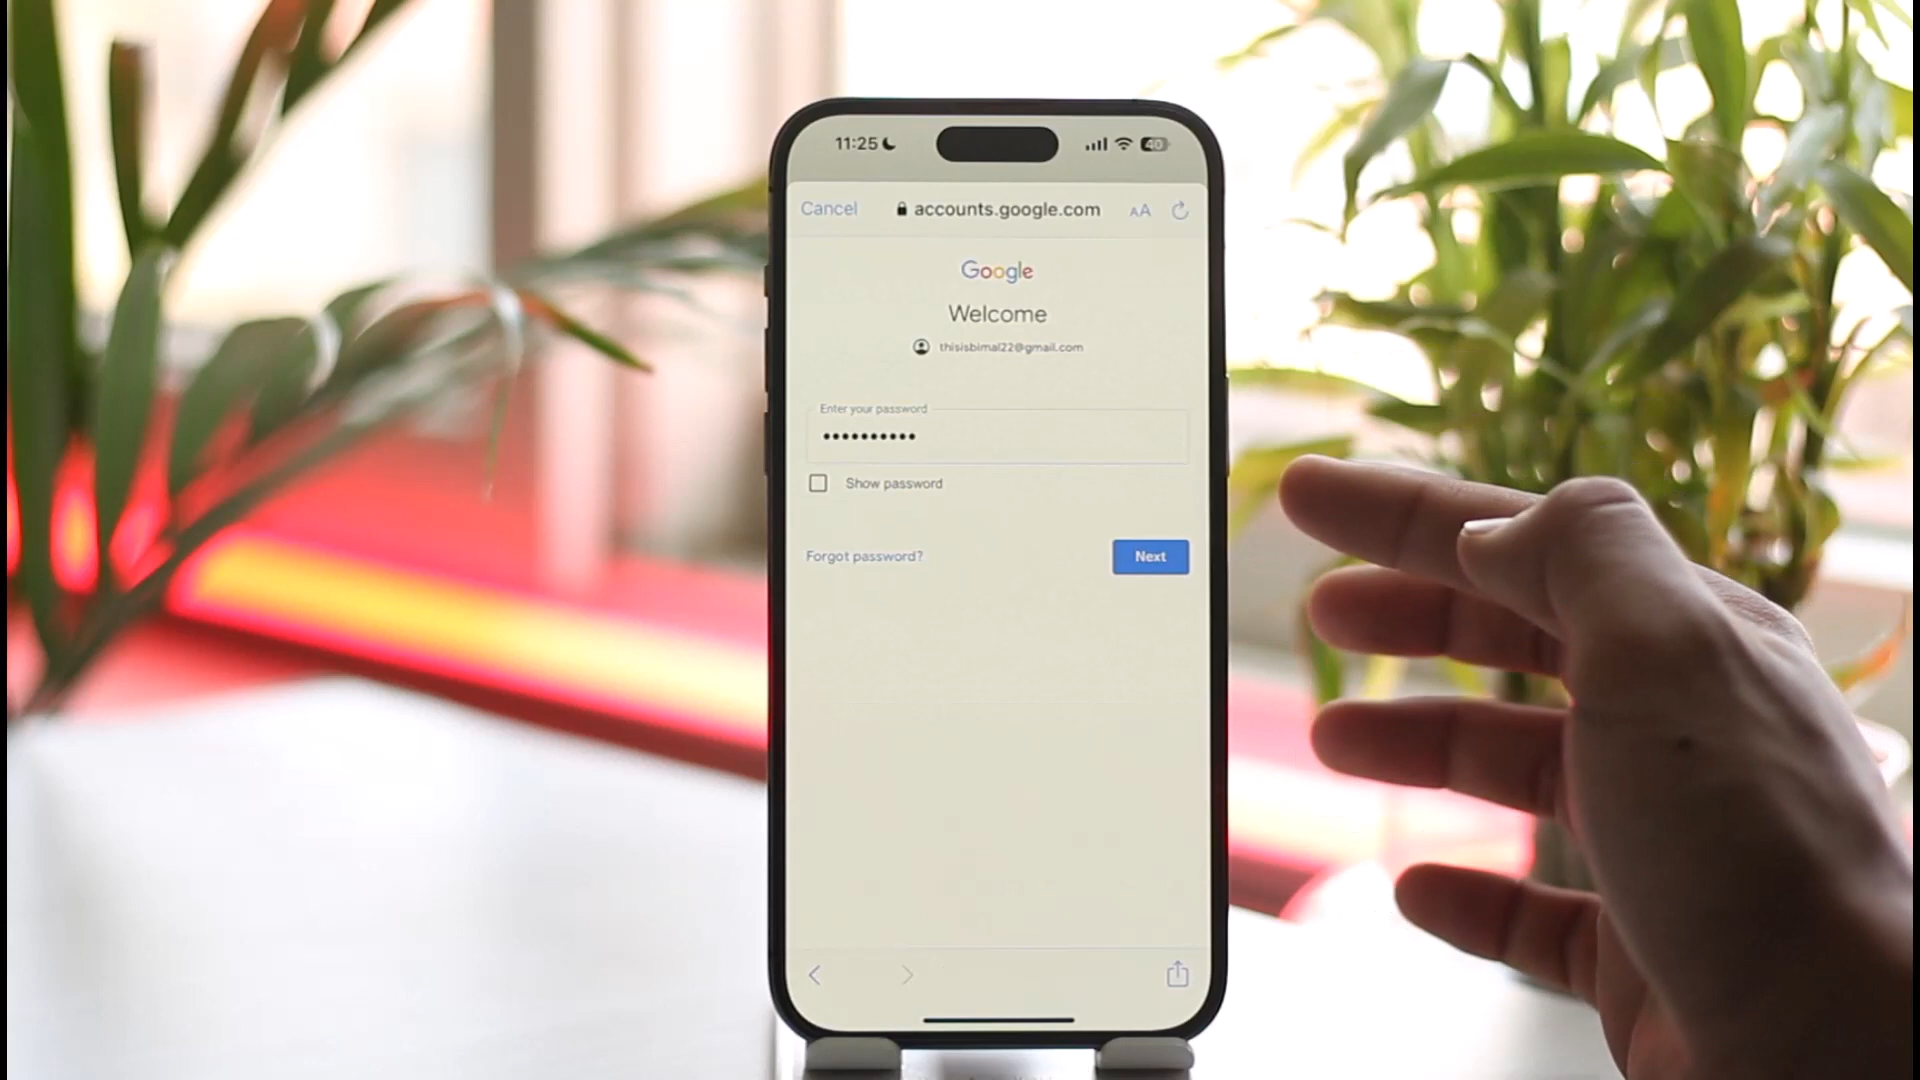 11:25
40
Cancel
accounts.google.com
AA
Google
Welcome
thisisbimal22@gmail.com
Enter your password
••••••••••
Show password
Forgot password?
Next